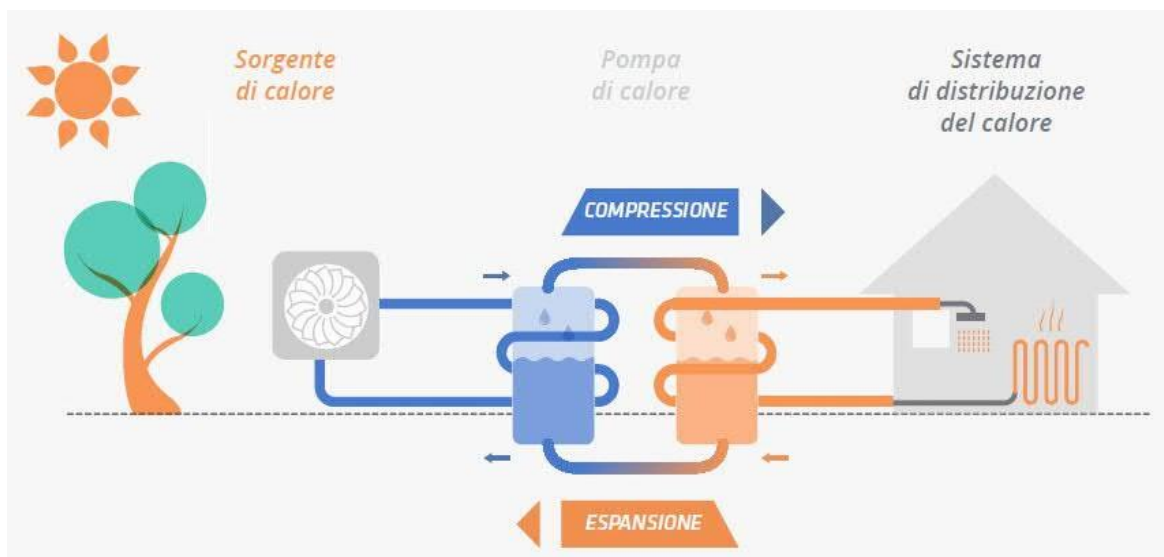 Sorgente
di calore
Pompa
di calore
Sistema
di distribuzione
del calore
COMPRESSIONE
ESPANSIONE